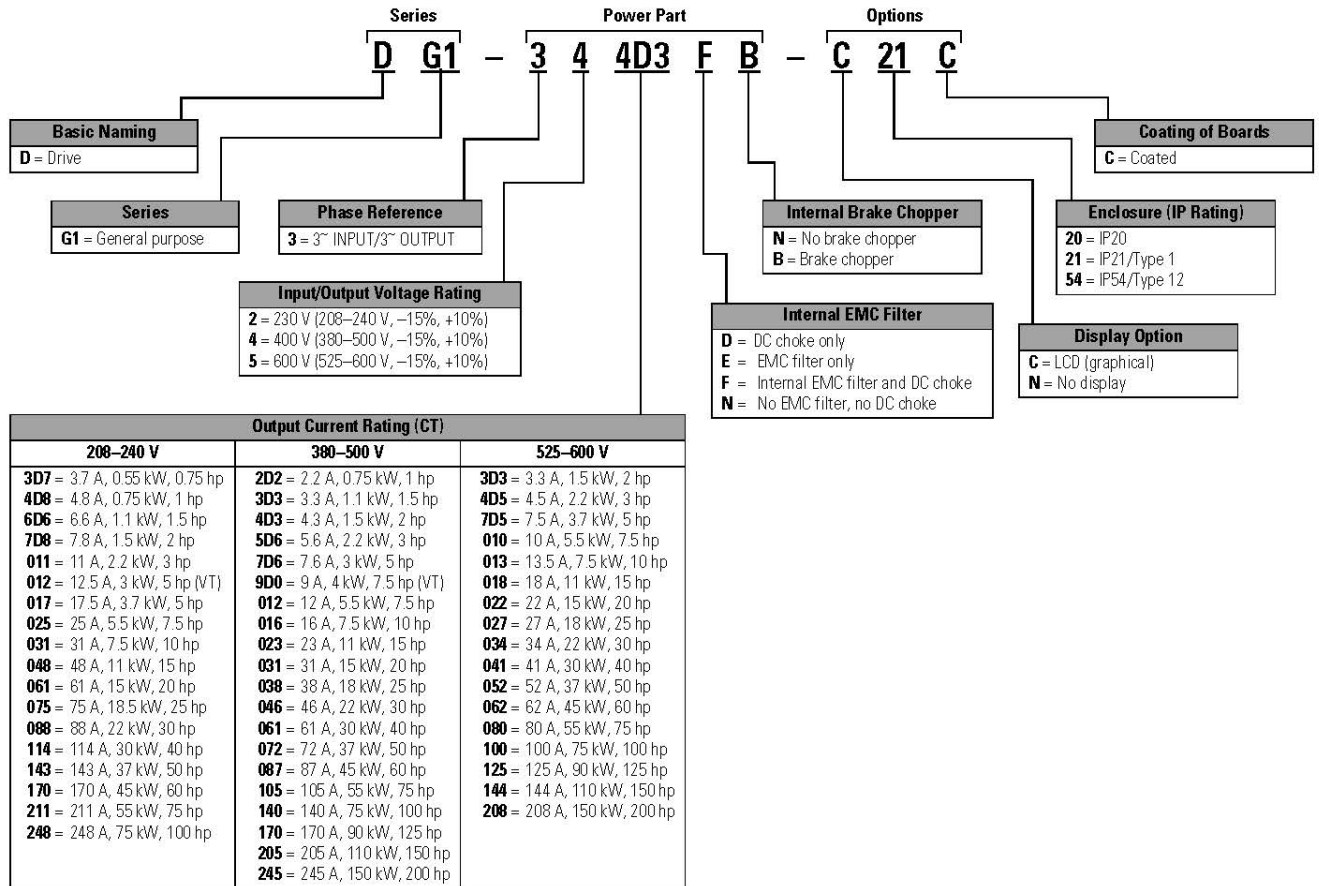 Series
Power Part
Options
D G1 – 3 4 4D3 F B – C 21 C
Basic Naming
D = Drive
Coating of Boards
C = Coated
Series
G1 = General purpose
Phase Reference
3 = 3~ INPUT/3~ OUTPUT
Internal Brake Chopper
N = No brake chopper
B = Brake chopper
Enclosure (IP Rating)
20 = IP20
21 = IP21/Type 1
54 = IP54/Type 12
Input/Output Voltage Rating
2 = 230 V (208–240 V, –15%, +10%)
4 = 400 V (380–500 V, –15%, +10%)
5 = 600 V (525–600 V, –15%, +10%)
Internal EMC Filter
D = DC choke only
E = EMC filter only
F = Internal EMC filter and DC choke
N = No EMC filter, no DC choke
Display Option
C = LCD (graphical)
N = No display
Output Current Rating (CT)
208–240 V
3D7 = 3.7 A, 0.55 kW, 0.75 hp
4D8 = 4.8 A, 0.75 kW, 1 hp
6D6 = 6.6 A, 1.1 kW, 1.5 hp
7D8 = 7.8 A, 1.5 kW, 2 hp
011 = 11 A, 2.2 kW, 3 hp
012 = 12.5 A, 3 kW, 5 hp (VT)
017 = 17.5 A, 3.7 kW, 5 hp
025 = 25 A, 5.5 kW, 7.5 hp
031 = 31 A, 7.5 kW, 10 hp
048 = 48 A, 11 kW, 15 hp
061 = 61 A, 15 kW, 20 hp
075 = 75 A, 18.5 kW, 25 hp
088 = 88 A, 22 kW, 30 hp
114 = 114 A, 30 kW, 40 hp
143 = 143 A, 37 kW, 50 hp
170 = 170 A, 45 kW, 60 hp
211 = 211 A, 55 kW, 75 hp
248 = 248 A, 75 kW, 100 hp
380–500 V
2D2 = 2.2 A, 0.75 kW, 1 hp
3D3 = 3.3 A, 1.1 kW, 1.5 hp
4D3 = 4.3 A, 1.5 kW, 2 hp
5D6 = 5.6 A, 2.2 kW, 3 hp
7D6 = 7.6 A, 3 kW, 5 hp
9D0 = 9 A, 4 kW, 7.5 hp (VT)
012 = 12 A, 5.5 kW, 7.5 hp
016 = 16 A, 7.5 kW, 10 hp
023 = 23 A, 11 kW, 15 hp
031 = 31 A, 15 kW, 20 hp
038 = 38 A, 18 kW, 25 hp
046 = 46 A, 22 kW, 30 hp
061 = 61 A, 30 kW, 40 hp
072 = 72 A, 37 kW, 50 hp
087 = 87 A, 45 kW, 60 hp
105 = 105 A, 55 kW, 75 hp
140 = 140 A, 75 kW, 100 hp
170 = 170 A, 90 kW, 125 hp
205 = 205 A, 110 kW, 150 hp
245 = 245 A, 150 kW, 200 hp
525–600 V
3D3 = 3.3 A, 1.5 kW, 2 hp
4D5 = 4.5 A, 2.2 kW, 3 hp
7D5 = 7.5 A, 3.7 kW, 5 hp
010 = 10 A, 5.5 kW, 7.5 hp
013 = 13.5 A, 7.5 kW, 10 hp
018 = 18 A, 11 kW, 15 hp
022 = 22 A, 15 kW, 20 hp
027 = 27 A, 18 kW, 25 hp
034 = 34 A, 22 kW, 30 hp
041 = 41 A, 30 kW, 40 hp
052 = 52 A, 37 kW, 50 hp
062 = 62 A, 45 kW, 60 hp
080 = 80 A, 55 kW, 75 hp
100 = 100 A, 75 kW, 100 hp
125 = 125 A, 90 kW, 125 hp
144 = 144 A, 110 kW, 150 hp
208 = 208 A, 150 kW, 200 hp